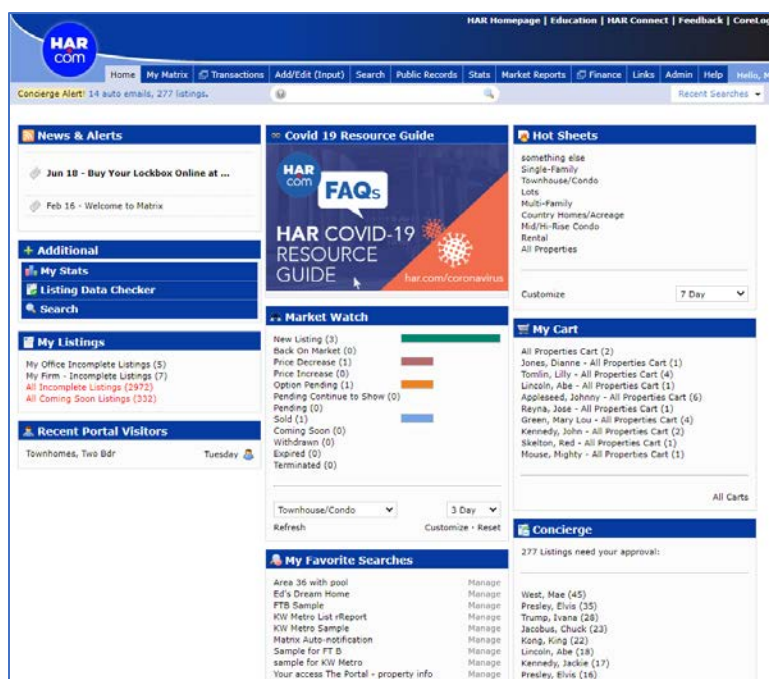 HAR Homepage | Education | HAR Connect | Feedback | CoreLog
HAR
com
Home My Matrix Transactions Add/Edit (Input) Search Public Records Stats Market Reports Finance Links Admin Help Hello, M
Concierge Alert! 14 auto emails, 277 listings.
Recent Searches
News & Alerts
Jun 18 - Buy Your Lockbox Online at ...
Feb 16 - Welcome to Matrix
Additional
My Stats
Listing Data Checker
Search
My Listings
My Office Incomplete Listings (5)
My Firm - Incomplete Listings (7)
All Incomplete Listings (2972)
All Coming Soon Listings (332)
Recent Portal Visitors
Townhomes, Two Bdr Tuesday
Covid 19 Resource Guide
HAR
com
FAQs
HAR COVID-19
RESOURCE
GUIDE
har.com/coronavirus
Market Watch
New Listing (3)
Back On Market (0)
Price Decrease (1)
Price Increase (0)
Option Pending (1)
Pending Continue to Show (0)
Pending (0)
Sold (1)
Coming Soon (0)
Withdrawn (0)
Expired (0)
Terminated (0)
Townhouse/Condo 3 Day
Refresh Customize · Reset
My Favorite Searches
Area 36 with pool Manage
Ed's Dream Home Manage
FTB Sample Manage
KW Metro List rReport Manage
KW Metro Sample Manage
Matrix Auto-notification Manage
Sample for FT B Manage
sample for KW Metro Manage
Your access The Portal - property info Manage
Hot Sheets
something else
Single-Family
Townhouse/Condo
Lots
Multi-Family
Country Homes/Acreage
Mid/Hi-Rise Condo
Rental
All Properties
Customize 7 Day
My Cart
All Properties Cart (2)
Jones, Dianne - All Properties Cart (1)
Tomlin, Lilly - All Properties Cart (4)
Lincoln, Abe - All Properties Cart (1)
Appleseed, Johnny - All Properties Cart (6)
Reyna, Jose - All Properties Cart (1)
Green, Mary Lou - All Properties Cart (4)
Kennedy, John - All Properties Cart (2)
Skelton, Red - All Properties Cart (1)
Mouse, Mighty - All Properties Cart (1)
All Carts
Concierge
277 Listings need your approval:
West, Mae (45)
Presley, Elvis (35)
Trump, Ivana (28)
Jacobus, Chuck (23)
Kong, King (22)
Lincoln, Abe (18)
Kennedy, Jackie (17)
Presley, Elvis (16)